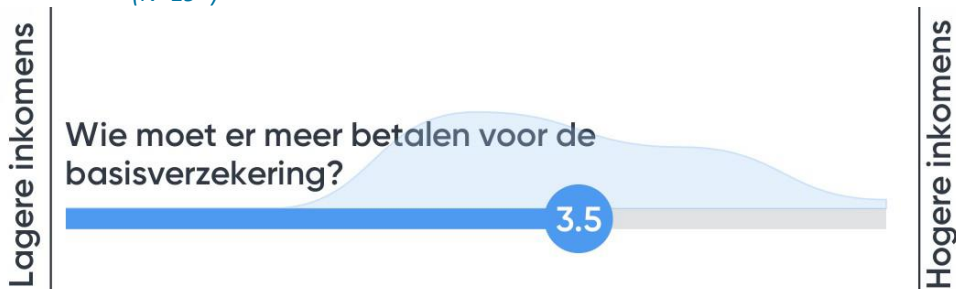 Lagere inkomens
Wie moet er meer betalen voor de
basisverzekering?
3.5
Hogere inkomens